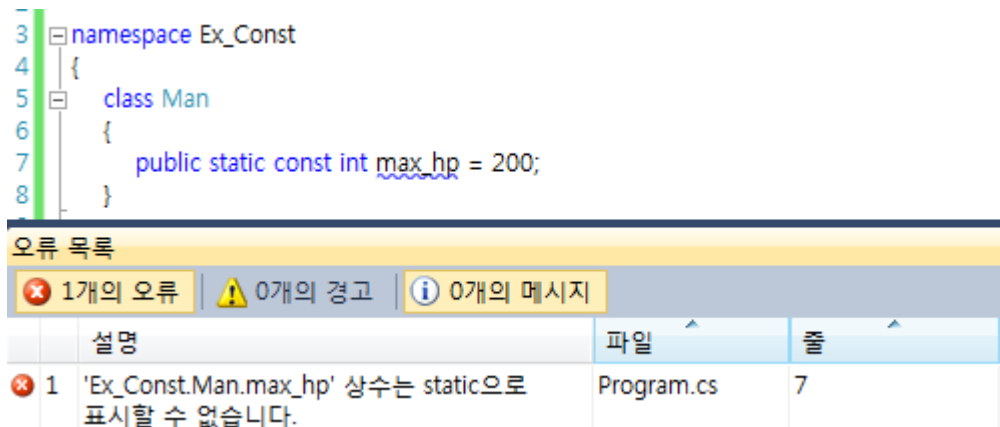 3 namespace Ex_Const
4 {
5 class Man
6 {
7 public static const int max_hp = 200;
8 }
오류 목록
1개의 오류 0개의 경고 0개의 메시지
설명 파일 줄
1 'Ex_Const.Man.max_hp' 상수는 static으로 Program.cs 7
표시할 수 없습니다.